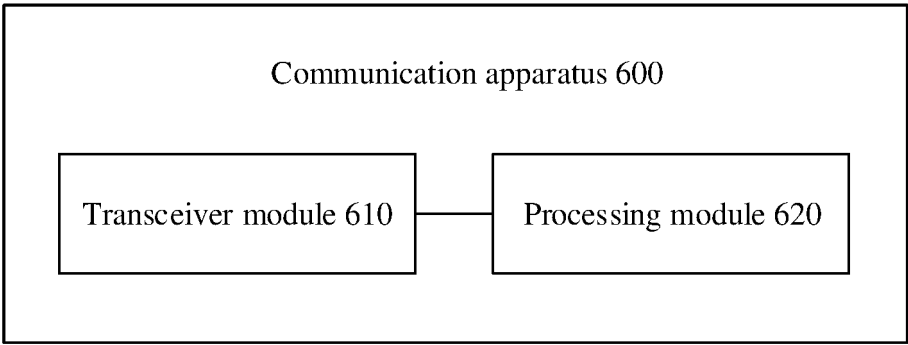 Communication apparatus 600
Transceiver module 610
Processing module 620